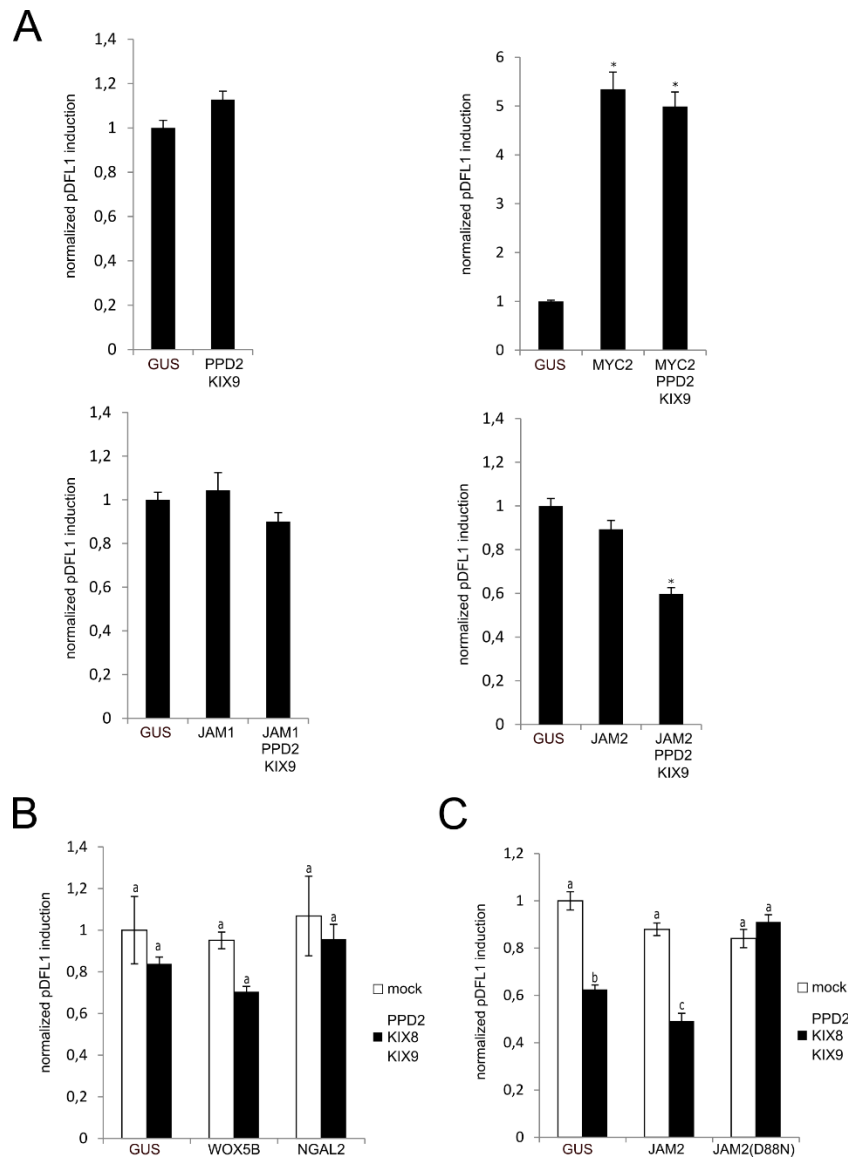 A
normalized pDFL1 induction
1,4
1,2
1
0,8
0,6
0,4
0,2
0
GUS
PPD2
KIX9
normalized pDFL1 induction
6
5
4
3
2
1
0
*
*
GUS
MYC2
MYC2
PPD2
KIX9
normalized pDFL1 induction
1,4
1,2
1
0,8
0,6
0,4
0,2
0
GUS
JAM1
JAM1
PPD2
KIX9
normalized pDFL1 induction
1,4
1,2
1
0,8
0,6
0,4
0,2
0
*
GUS
JAM2
JAM2
PPD2
KIX9
B
normalized pDFL1 induction
1,4
1,2
1
0,8
0,6
0,4
0,2
0
a
a
a
a
a
a
GUS
WOX5B
NGAL2
mock
PPD2
KIX8
KIX9
C
normalized pDFL1 induction
1,2
1
0,8
0,6
0,4
0,2
0
a
b
a
c
a
a
GUS
JAM2
JAM2(D88N)
mock
PPD2
KIX8
KIX9